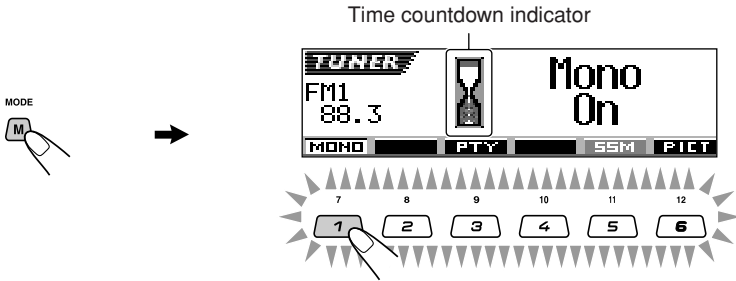 Time countdown indicator
TUNER
Mono
On
FM1
88.3
MODE
M
MONO PTY SSM PICT
7 8 9 10 11 12
1 2 3 4 5 6